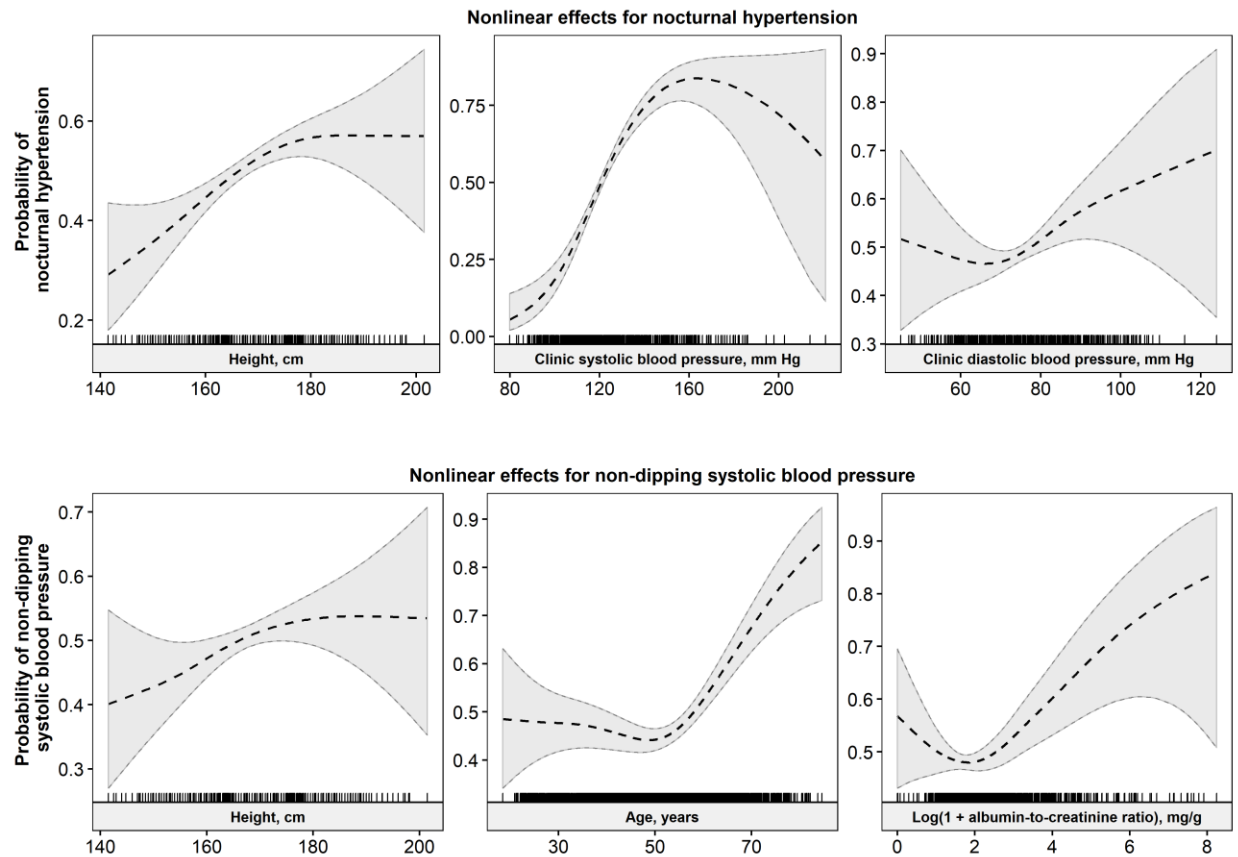 Nonlinear effects for nocturnal hypertension
Probability of
nocturnal hypertension
0.6
0.4
0.2
Height, cm
140 160 180 200
0.75
0.50
0.25
0.00
Clinic systolic blood pressure, mm Hg
80 120 160 200
0.9
0.8
0.7
0.6
0.5
0.4
0.3
Clinic diastolic blood pressure, mm Hg
60 80 100 120
Nonlinear effects for non-dipping systolic blood pressure
Probability of non-dipping
systolic blood pressure
0.7
0.6
0.5
0.4
0.3
Height, cm
140 160 180 200
0.9
0.8
0.7
0.6
0.5
0.4
Age, years
30 50 70
0.9
0.8
0.7
0.6
0.5
Log(1 + albumin-to-creatinine ratio), mg/g
0 2 4 6 8